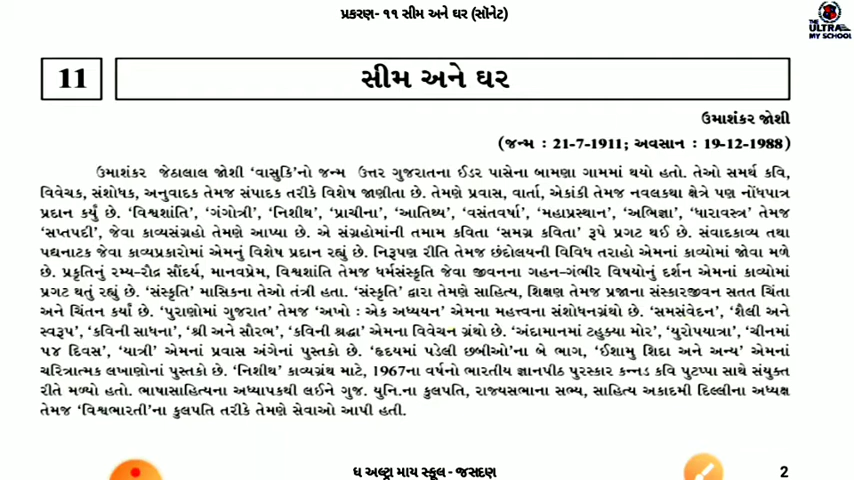 પ્રકરણ- ૧૧ સીમ અને ઘર (સૉનેટ)
THE
ULTRA
MY SCHOOL
11
સીમ અને ઘર
ઉમાશંકર જોશી
(જન્મ : 21-7-1911; અવસાન : 19-12-1988)
ઉમાશંકર જેઠાલાલ જોશી ‘વાસુકિ’નો જન્મ ઉત્તર ગુજરાતના ઈડર પાસેના બામણા ગામમાં થયો હતો. તેઓ સમર્થ કવિ,
વિવેચક, સંશોધક, અનુવાદક તેમજ સંપાદક તરીકે વિશેષ જાણીતા છે. તેમણે પ્રવાસ, વાર્તા, એકાંકી તેમજ નવલકથા ક્ષેત્રે પણ નોંધપાત્ર
પ્રદાન કર્યું છે. ‘વિશ્વશાંતિ’, ‘ગંગોત્રી’, ‘નિશીથ’, ‘પ્રાચીના’, ‘આતિથ્ય’, ‘વસંતવર્ષા’, ‘મહાપ્રસ્થાન’, ‘અભિજ્ઞા’, ‘ધારાવસ્ત્ર’ તેમજ
‘સપ્તપદી’, જેવા કાવ્યસંગ્રહો તેમણે આપ્યા છે. એ સંગ્રહોમાંની તમામ કવિતા ‘સમગ્ર કવિતા’ રૂપે પ્રગટ થઈ છે. સંવાદકાવ્ય તથા
પદ્યનાટક જેવા કાવ્યપ્રકારોમાં એમનું વિશેષ પ્રદાન રહ્યું છે. નિરૂપણ રીતિ તેમજ છંદોલયની વિવિધ તરાહો એમનાં કાવ્યોમાં જોવા મળે
છે. પ્રકૃતિનું રમ્ય-રૌદ્ર સૌંદર્ય, માનવપ્રેમ, વિશ્વશાંતિ તેમજ ધર્મસંસ્કૃતિ જેવા જીવનના ગહન-ગંભીર વિષયોનું દર્શન એમનાં કાવ્યોમાં
પ્રગટ થતું રહ્યું છે. ‘સંસ્કૃતિ’ માસિકના તેઓ તંત્રી હતા. ‘સંસ્કૃતિ’ દ્વારા તેમણે સાહિત્ય, શિક્ષણ તેમજ પ્રજાના સંસ્કારજીવન સતત ચિંતા
અને ચિંતન કર્યાં છે. ‘પુરાણોમાં ગુજરાત’ તેમજ ‘અખો : એક અધ્યયન’ એમના મહત્ત્વના સંશોધનગ્રંથો છે. ‘સમસંવેદન’, ‘શૈલી અને
સ્વરૂપ’, ‘કવિની સાધના’, ‘શ્રી અને સૌરભ’, ‘કવિની શ્રદ્ધા’ એમના વિવેચન ગ્રંથો છે. ‘અંદામાનમાં ટહુક્યા મોર’, ‘યુરોપયાત્રા’, ‘ચીનમાં
૫૪ દિવસ’, ‘યાત્રી’ એમનાં પ્રવાસ અંગેનાં પુસ્તકો છે. ‘હૃદયમાં પડેલી છબીઓ’ના બે ભાગ, ‘ઈશામુ શિદા અને અન્ય’ એમનાં
ચરિત્રાત્મક લખાણોનાં પુસ્તકો છે. ‘નિશીથ’ કાવ્યગ્રંથ માટે, 1967ના વર્ષનો ભારતીય જ્ઞાનપીઠ પુરસ્કાર કન્નડ કવિ પુટપ્પા સાથે સંયુક્ત
રીતે મળ્યો હતો. ભાષાસાહિત્યના અધ્યાપકથી લઈને ગુજ. યુનિ.ના કુલપતિ, રાજ્યસભાના સભ્ય, સાહિત્ય અકાદમી દિલ્લીના અધ્યક્ષ
તેમજ ‘વિશ્વભારતી’ના કુલપતિ તરીકે તેમણે સેવાઓ આપી હતી.
ધ અલ્ટ્રા માય સ્કૂલ - જસદણ
2